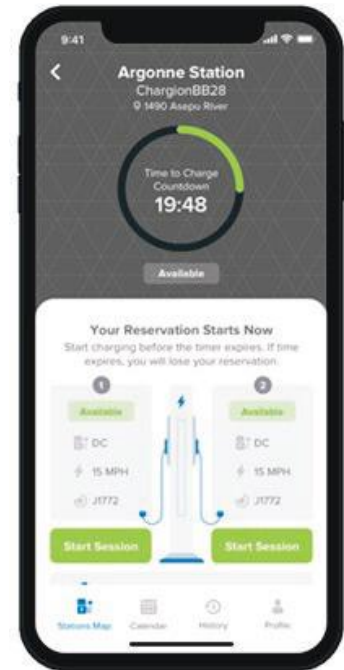 9:41
Argonne Station
ChargionBB28
1490 Asepu River
Time to Charge
Countdown
19:48
Available
Your Reservation Starts Now
Start charging before the timer expires. If time
expires, you will lose your reservation.
1
2
Available
Available
DC
DC
15 MPH
15 MPH
J1772
J1772
Start Session
Start Session
Stations Map
Calendar
History
Profile